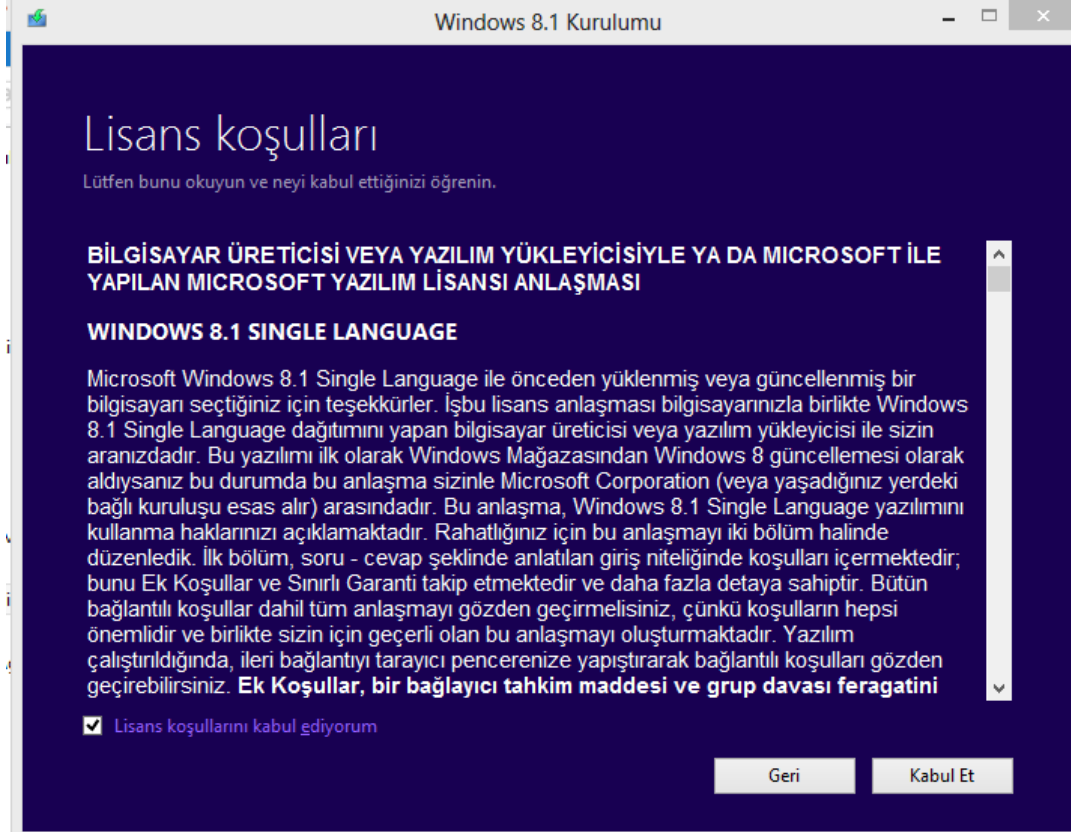 Windows 8.1 Kurulumu
Lisans koşulları
Lütfen bunu okuyun ve neyi kabul ettiğinizi öğrenin.
BİLGİSAYAR ÜRETİCİSİ VEYA YAZILIM YÜKLEYİCİSİYLE YA DA MICROSOFT İLE
YAPILAN MICROSOFT YAZILIM LİSANSI ANLAŞMASI
WINDOWS 8.1 SINGLE LANGUAGE
Microsoft Windows 8.1 Single Language ile önceden yüklenmiş veya güncellenmiş bir
bilgisayarı seçtiğiniz için teşekkürler. İşbu lisans anlaşması bilgisayarınızla birlikte Windows
8.1 Single Language dağıtımını yapan bilgisayar üreticisi veya yazılım yükleyicisi ile sizin
aranızdadır. Bu yazılımı ilk olarak Windows Mağazasından Windows 8 güncellemesi olarak
aldıysanız bu durumda bu anlaşma sizinle Microsoft Corporation (veya yaşadığınız yerdeki
bağlı kuruluşu esas alır) arasındadır. Bu anlaşma, Windows 8.1 Single Language yazılımını
kullanma haklarınızı açıklamaktadır. Rahatlığınız için bu anlaşmayı iki bölüm halinde
düzenledik. İlk bölüm, soru - cevap şeklinde anlatılan giriş niteliğinde koşulları içermektedir;
bunu Ek Koşullar ve Sınırlı Garanti takip etmektedir ve daha fazla detaya sahiptir. Bütün
bağlantılı koşullar dahil tüm anlaşmayı gözden geçirmelisiniz, çünkü koşulların hepsi
önemlidir ve birlikte sizin için geçerli olan bu anlaşmayı oluşturmaktadır. Yazılım
çalıştırıldığında, ileri bağlantıyı tarayıcı pencerenize yapıştırarak bağlantılı koşulları gözden
geçirebilirsiniz. Ek Koşullar, bir bağlayıcı tahkim maddesi ve grup davası feragatini
Lisans koşullarını kabul ediyorum
Geri
Kabul Et